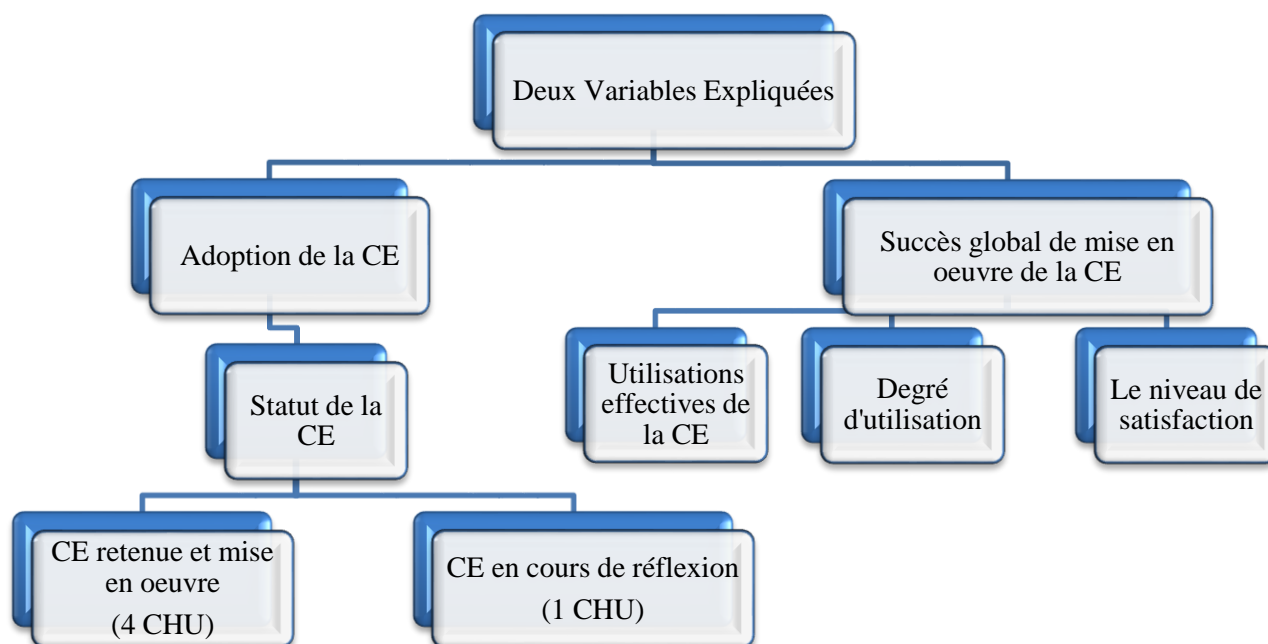 Deux Variables Expliquées
Adoption de la CE
Succès global de mise en
oeuvre de la CE
Statut de la
CE
Utilisations
effectives de
la CE
Degré
d'utilisation
Le niveau de
satisfaction
CE retenue et mise
en oeuvre
(4 CHU)
CE en cours de réflexion
(1 CHU)